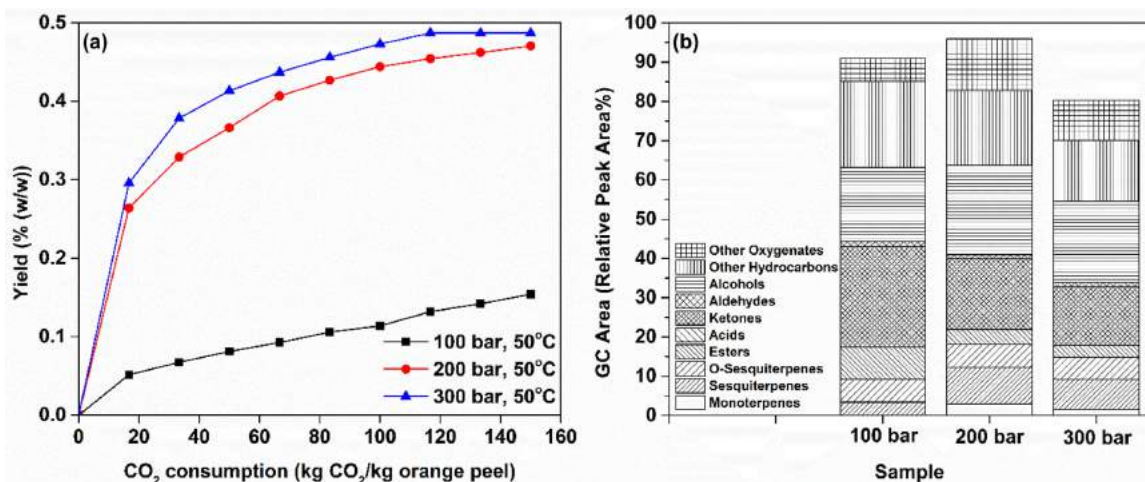 (a)
Yield (% (w/w))
0.5
0.4
0.3
0.2
0.1
0.0
100 bar, 50°C
200 bar, 50°C
300 bar, 50°C
0 20 40 60 80 100 120 140 160
CO₂ consumption (kg CO₂/kg orange peel)
(b)
GC Area (Relative Peak Area%)
100
90
80
70
60
50
40
30
20
10
0
Other Oxygenates
Other Hydrocarbons
Alcohols
Aldehydes
Ketones
Acids
Esters
O-Sesquiterpenes
Sesquiterpenes
Monoterpenes
100 bar 200 bar 300 bar
Sample